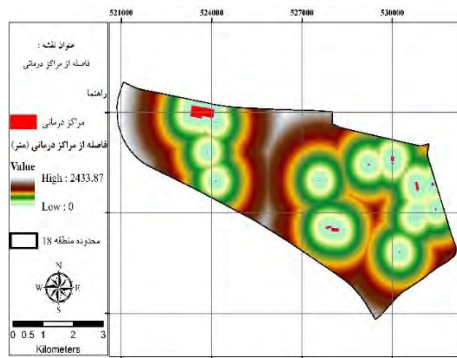 521000 524000 527000 530000
عنوان نقشه :
فاصله از مراکز درمانی
راهنما
مراکز درمانی
فاصله از مراکز درمانی (متر)
Value
High : 2433.87
Low : 0
محدوده منطقه 18
N
W E
S
0 0.5 1 2 3
Kilometers